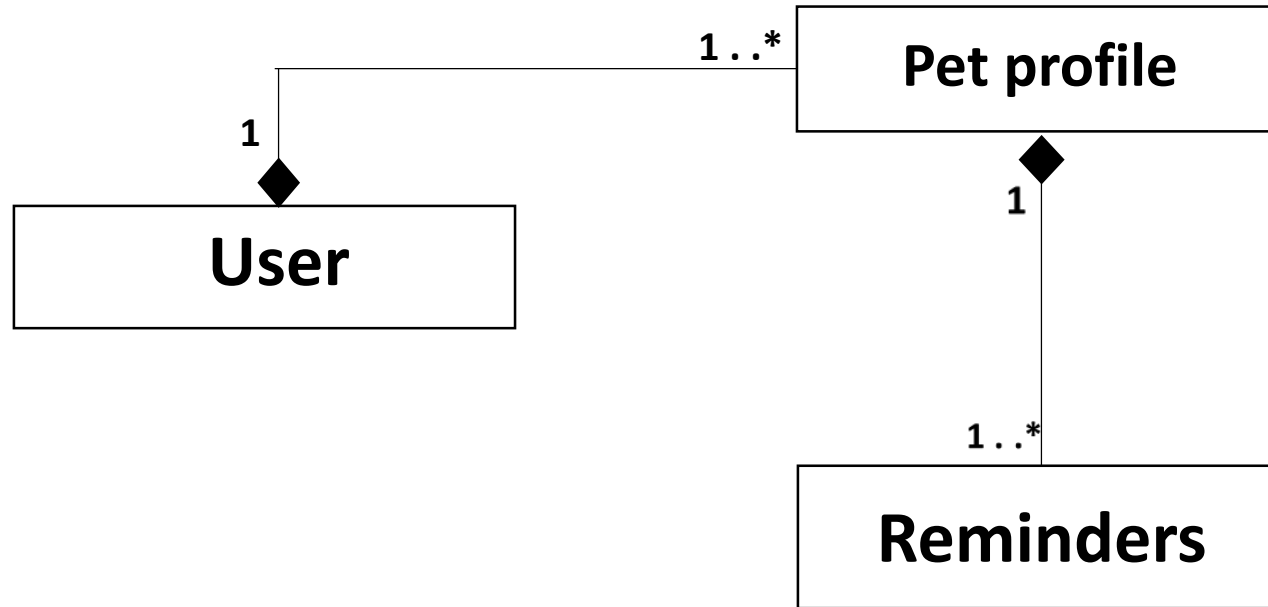 1 . . *
Pet profile
1
1
User
1 . . *
Reminders